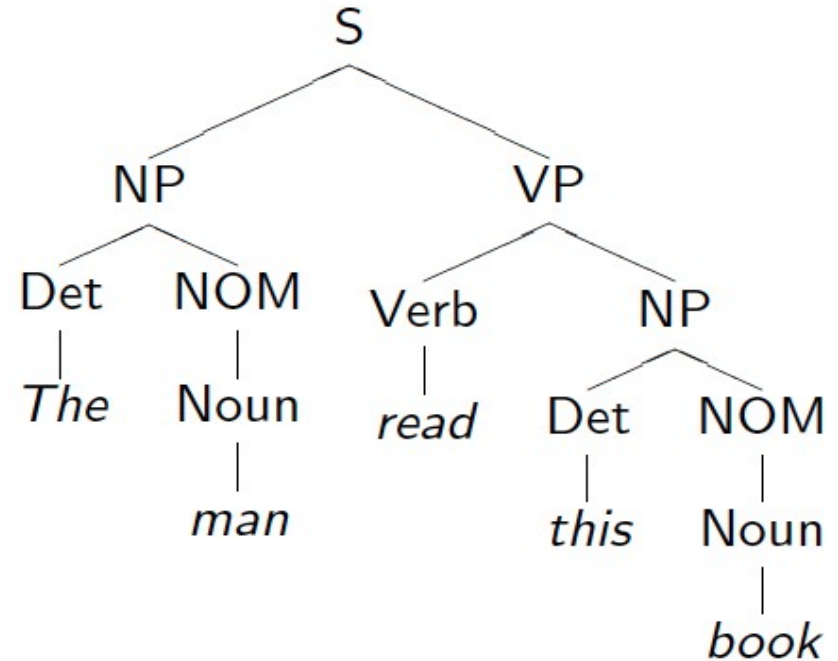 S
NP VP
Det NOM Verb NP
The Noun read Det NOM
man this Noun
book